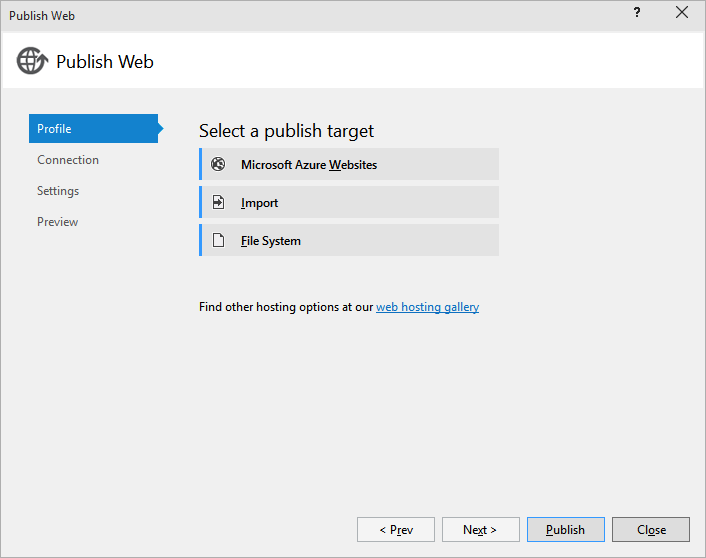 Publish Web
?
Publish Web
Profile
Connection
Settings
Preview
Select a publish target
Microsoft Azure Websites
Import
File System
Find other hosting options at our web hosting gallery
< Prev
Next >
Publish
Close